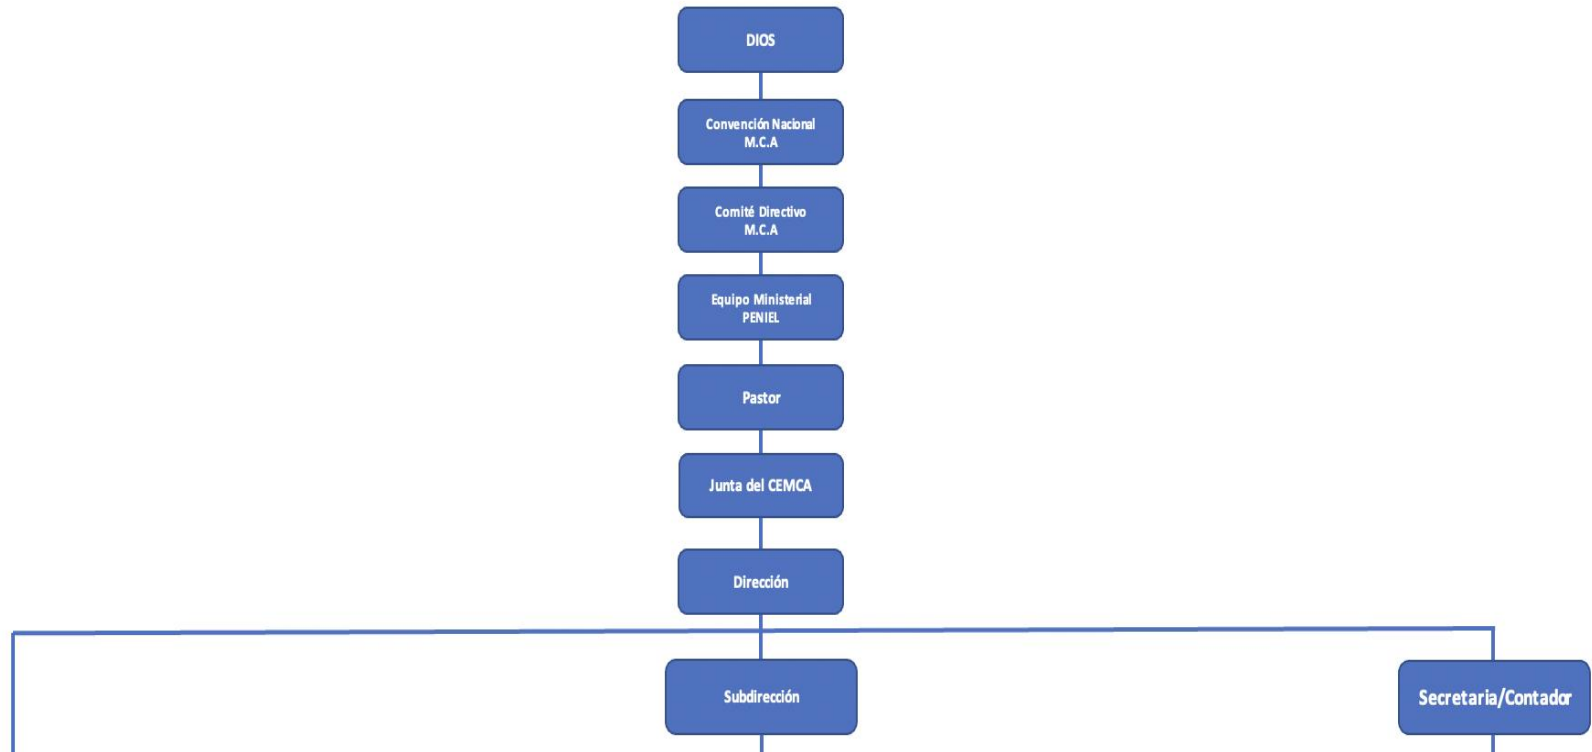 DIOS
Convención Nacional
M.C.A
Comité Directivo
M.C.A
Equipo Ministerial
PENIEL
Pastor
Junta del CEMCA
Dirección
Subdirección
Secretaria/Contador